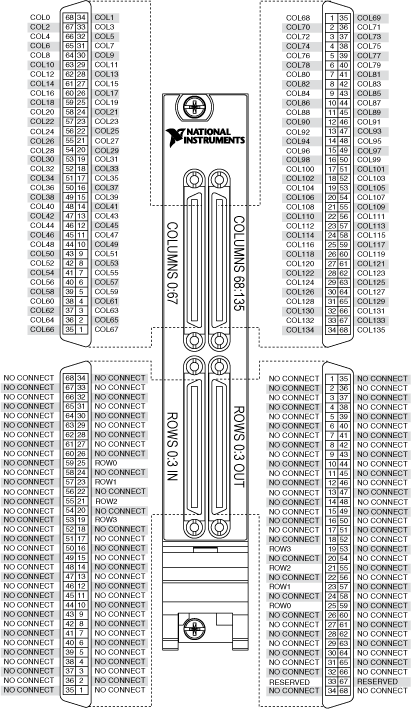 COL0 68 34 COL1
COL2 67 33 COL3
COL4 66 32 COL5
COL6 65 31 COL7
COL8 64 30 COL9
COL10 63 29 COL11
COL12 62 28 COL13
COL14 61 27 COL15
COL16 60 26 COL17
COL18 59 25 COL19
COL20 58 24 COL21
COL22 57 23 COL23
COL24 56 22 COL25
COL26 55 21 COL27
COL28 54 20 COL29
COL30 53 19 COL31
COL32 52 18 COL33
COL34 51 17 COL35
COL36 50 16 COL37
COL38 49 15 COL39
COL40 48 14 COL41
COL42 47 13 COL43
COL44 46 12 COL45
COL46 45 11 COL47
COL48 44 10 COL49
COL50 43 9 COL51
COL52 42 8 COL53
COL54 41 7 COL55
COL56 40 6 COL57
COL58 39 5 COL59
COL60 38 4 COL61
COL62 37 3 COL63
COL64 36 2 COL65
COL66 35 1 COL67
NATIONAL
INSTRUMENTS
COLUMNS 0:67
COLUMNS 68:135
ROWS 0:3 IN
ROWS 0:3 OUT
COL68 1 35 COL69
COL70 2 36 COL71
COL72 3 37 COL73
COL74 4 38 COL75
COL76 5 39 COL77
COL78 6 40 COL79
COL80 7 41 COL81
COL82 8 42 COL83
COL84 9 43 COL85
COL86 10 44 COL87
COL88 11 45 COL89
COL90 12 46 COL91
COL92 13 47 COL93
COL94 14 48 COL95
COL96 15 49 COL97
COL98 16 50 COL99
COL100 17 51 COL101
COL102 18 52 COL103
COL104 19 53 COL105
COL106 20 54 COL107
COL108 21 55 COL109
COL110 22 56 COL111
COL112 23 57 COL113
COL114 24 58 COL115
COL116 25 59 COL117
COL118 26 60 COL119
COL120 27 61 COL121
COL122 28 62 COL123
COL124 29 63 COL125
COL126 30 64 COL127
COL128 31 65 COL129
COL130 32 66 COL131
COL132 33 67 COL133
COL134 34 68 COL135
NO CONNECT 68 34 NO CONNECT
NO CONNECT 67 33 NO CONNECT
NO CONNECT 66 32 NO CONNECT
NO CONNECT 65 31 NO CONNECT
NO CONNECT 64 30 NO CONNECT
NO CONNECT 63 29 NO CONNECT
NO CONNECT 62 28 NO CONNECT
NO CONNECT 61 27 NO CONNECT
NO CONNECT 60 26 NO CONNECT
NO CONNECT 59 25 ROW0
NO CONNECT 58 24 NO CONNECT
NO CONNECT 57 23 ROW1
NO CONNECT 56 22 NO CONNECT
NO CONNECT 55 21 ROW2
NO CONNECT 54 20 NO CONNECT
NO CONNECT 53 19 ROW3
NO CONNECT 52 18 NO CONNECT
NO CONNECT 51 17 NO CONNECT
NO CONNECT 50 16 NO CONNECT
NO CONNECT 49 15 NO CONNECT
NO CONNECT 48 14 NO CONNECT
NO CONNECT 47 13 NO CONNECT
NO CONNECT 46 12 NO CONNECT
NO CONNECT 45 11 NO CONNECT
NO CONNECT 44 10 NO CONNECT
NO CONNECT 43 9 NO CONNECT
NO CONNECT 42 8 NO CONNECT
NO CONNECT 41 7 NO CONNECT
NO CONNECT 40 6 NO CONNECT
NO CONNECT 39 5 NO CONNECT
NO CONNECT 38 4 NO CONNECT
NO CONNECT 37 3 NO CONNECT
NO CONNECT 36 2 NO CONNECT
NO CONNECT 35 1 NO CONNECT
NO CONNECT 1 35 NO CONNECT
NO CONNECT 2 36 NO CONNECT
NO CONNECT 3 37 NO CONNECT
NO CONNECT 4 38 NO CONNECT
NO CONNECT 5 39 NO CONNECT
NO CONNECT 6 40 NO CONNECT
NO CONNECT 7 41 NO CONNECT
NO CONNECT 8 42 NO CONNECT
NO CONNECT 9 43 NO CONNECT
NO CONNECT 10 44 NO CONNECT
NO CONNECT 11 45 NO CONNECT
NO CONNECT 12 46 NO CONNECT
NO CONNECT 13 47 NO CONNECT
NO CONNECT 14 48 NO CONNECT
NO CONNECT 15 49 NO CONNECT
NO CONNECT 16 50 NO CONNECT
NO CONNECT 17 51 NO CONNECT
NO CONNECT 18 52 NO CONNECT
ROW3 19 53 NO CONNECT
NO CONNECT 20 54 NO CONNECT
ROW2 21 55 NO CONNECT
NO CONNECT 22 56 NO CONNECT
ROW1 23 57 NO CONNECT
NO CONNECT 24 58 NO CONNECT
ROW0 25 59 NO CONNECT
NO CONNECT 26 60 NO CONNECT
NO CONNECT 27 61 NO CONNECT
NO CONNECT 28 62 NO CONNECT
NO CONNECT 29 63 NO CONNECT
NO CONNECT 30 64 NO CONNECT
NO CONNECT 31 65 NO CONNECT
NO CONNECT 32 66 NO CONNECT
RESERVED 33 67 RESERVED
NO CONNECT 34 68 NO CONNECT